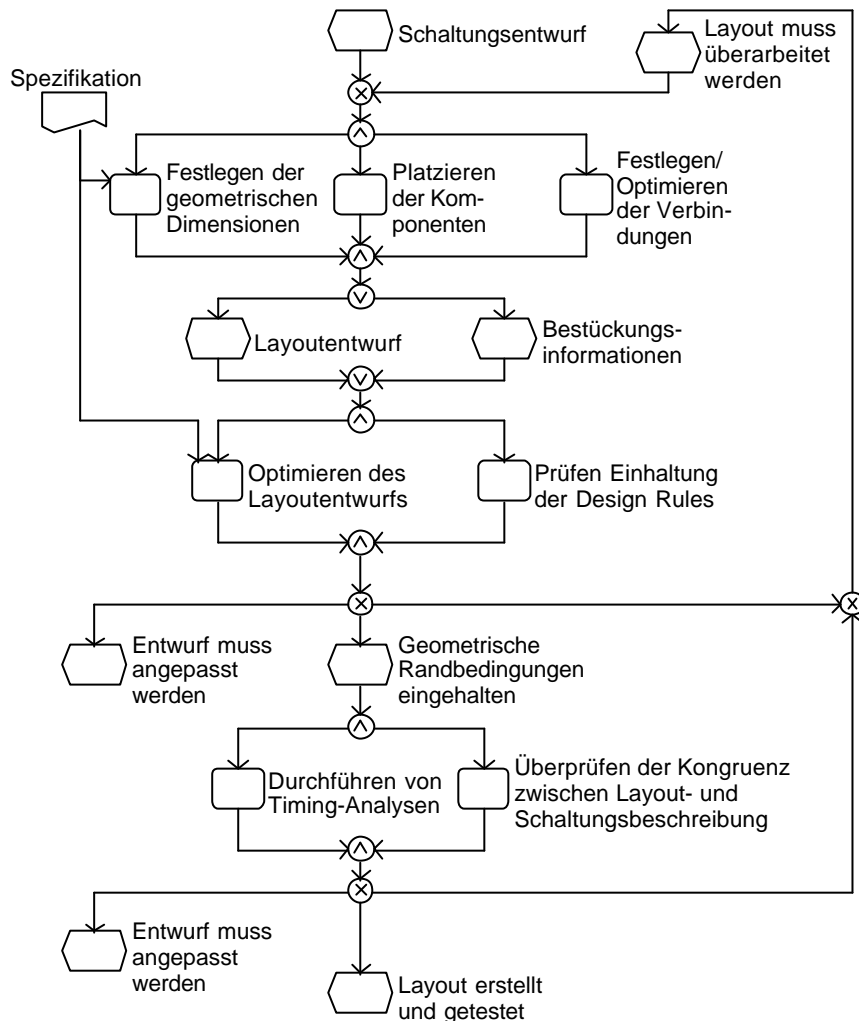 Schaltungsentwurf
Layout muss
überarbeitet
werden
Spezifikation
Festlegen der
geometrischen
Dimensionen
Platzieren
der Kom-
ponenten
Festlegen/
Optimieren
der Verbin-
dungen
Layoutentwurf
Bestückungs-
informationen
Optimieren des
Layoutentwurfs
Prüfen Einhaltung
der Design Rules
Entwurf muss
angepasst
werden
Geometrische
Randbedingungen
eingehalten
Durchführen von
Timing-Analysen
Überprüfen der Kongruenz
zwischen Layout- und
Schaltungsbeschreibung
Entwurf muss
angepasst
werden
Layout erstellt
und getestet